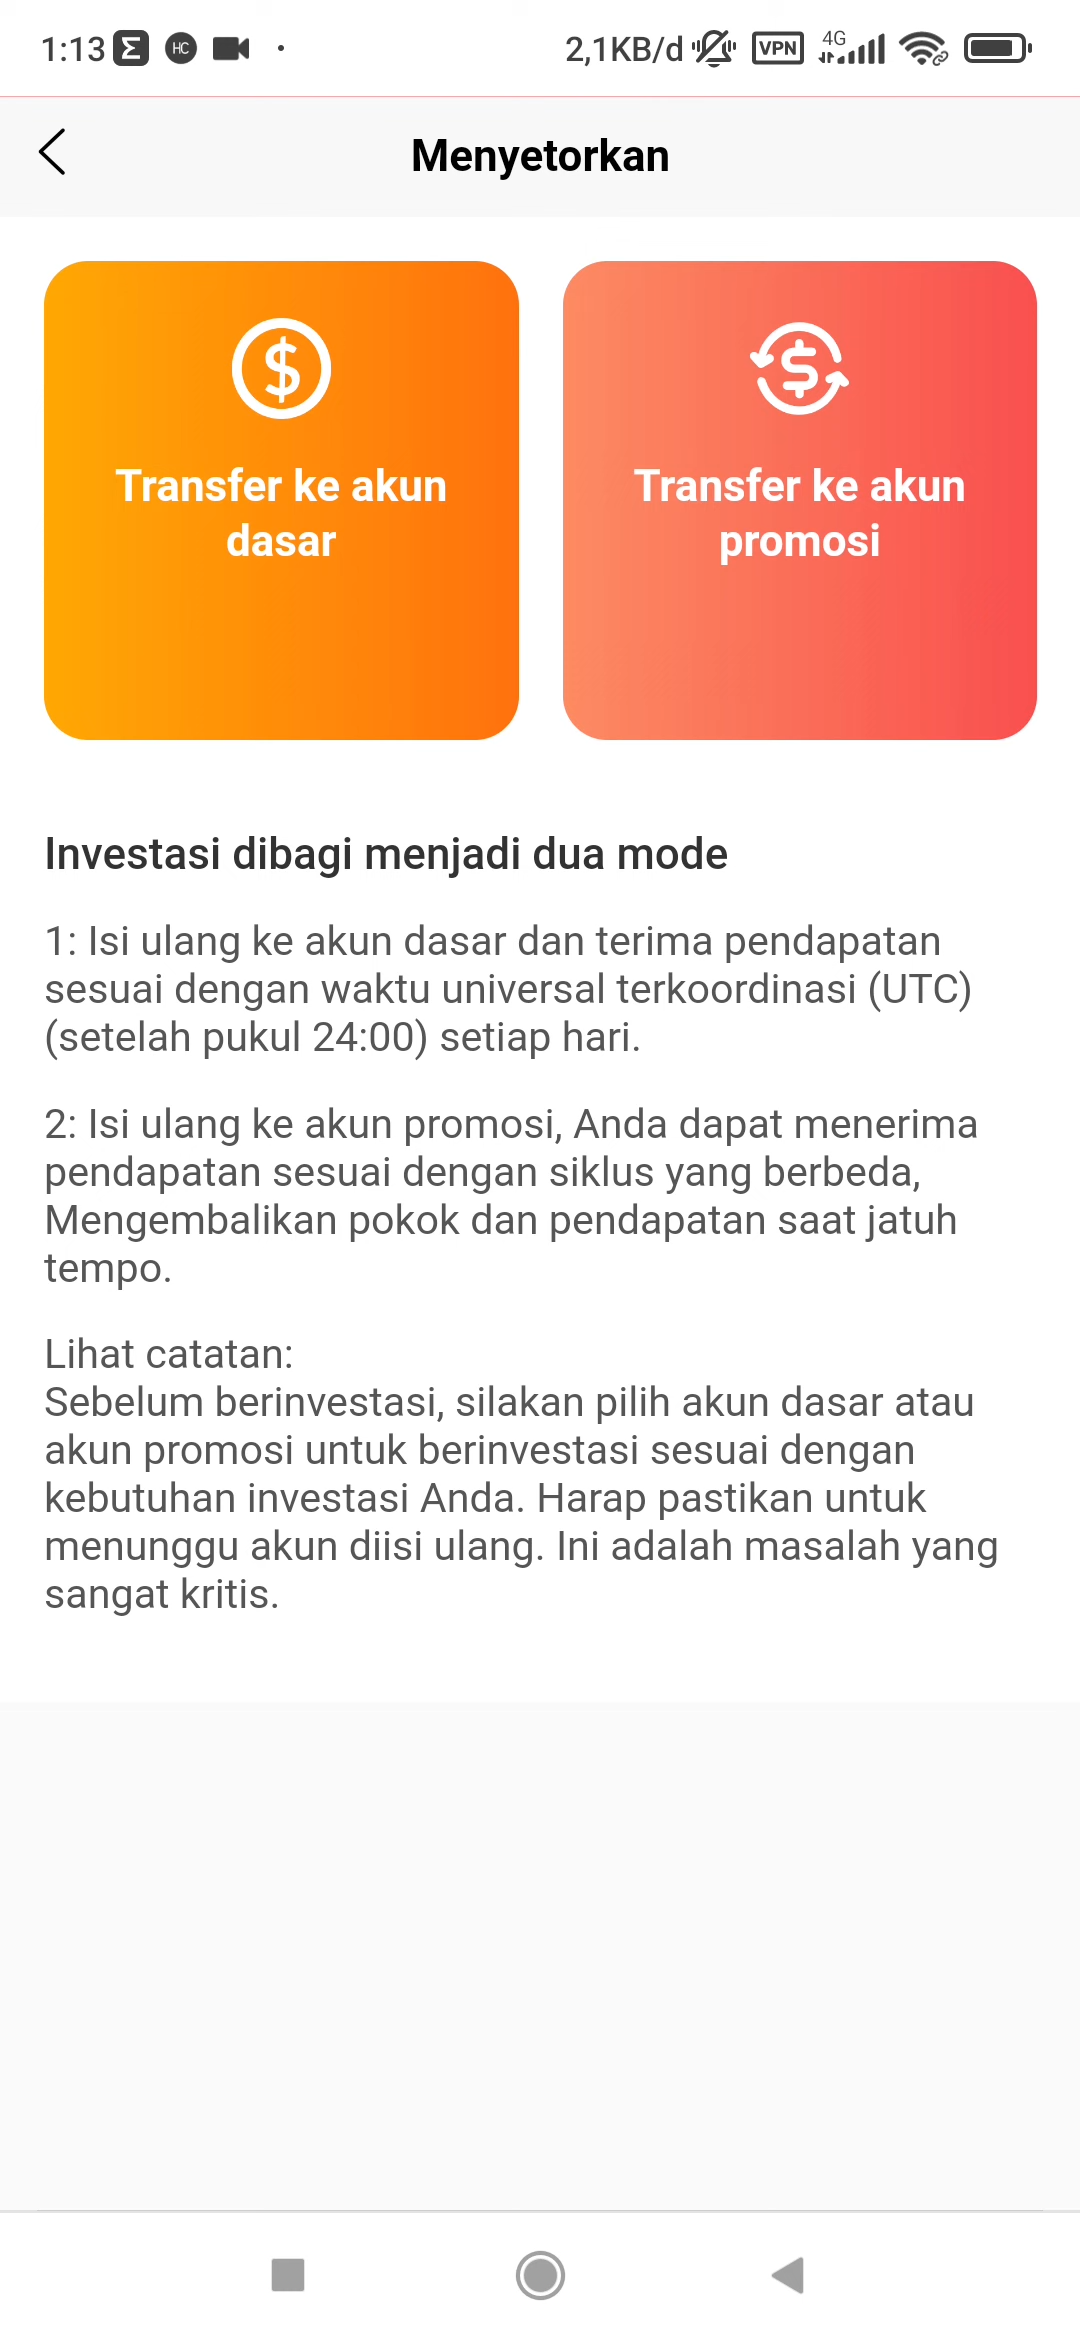 1:13 Σ HC 2,1KB/d VPN 4G
Menyetorkan
Transfer ke akun
dasar
Transfer ke akun
promosi
Investasi dibagi menjadi dua mode
1: Isi ulang ke akun dasar dan terima pendapatan
sesuai dengan waktu universal terkoordinasi (UTC)
(setelah pukul 24:00) setiap hari.
2: Isi ulang ke akun promosi, Anda dapat menerima
pendapatan sesuai dengan siklus yang berbeda,
Mengembalikan pokok dan pendapatan saat jatuh
tempo.
Lihat catatan:
Sebelum berinvestasi, silakan pilih akun dasar atau
akun promosi untuk berinvestasi sesuai dengan
kebutuhan investasi Anda. Harap pastikan untuk
menunggu akun diisi ulang. Ini adalah masalah yang
sangat kritis.